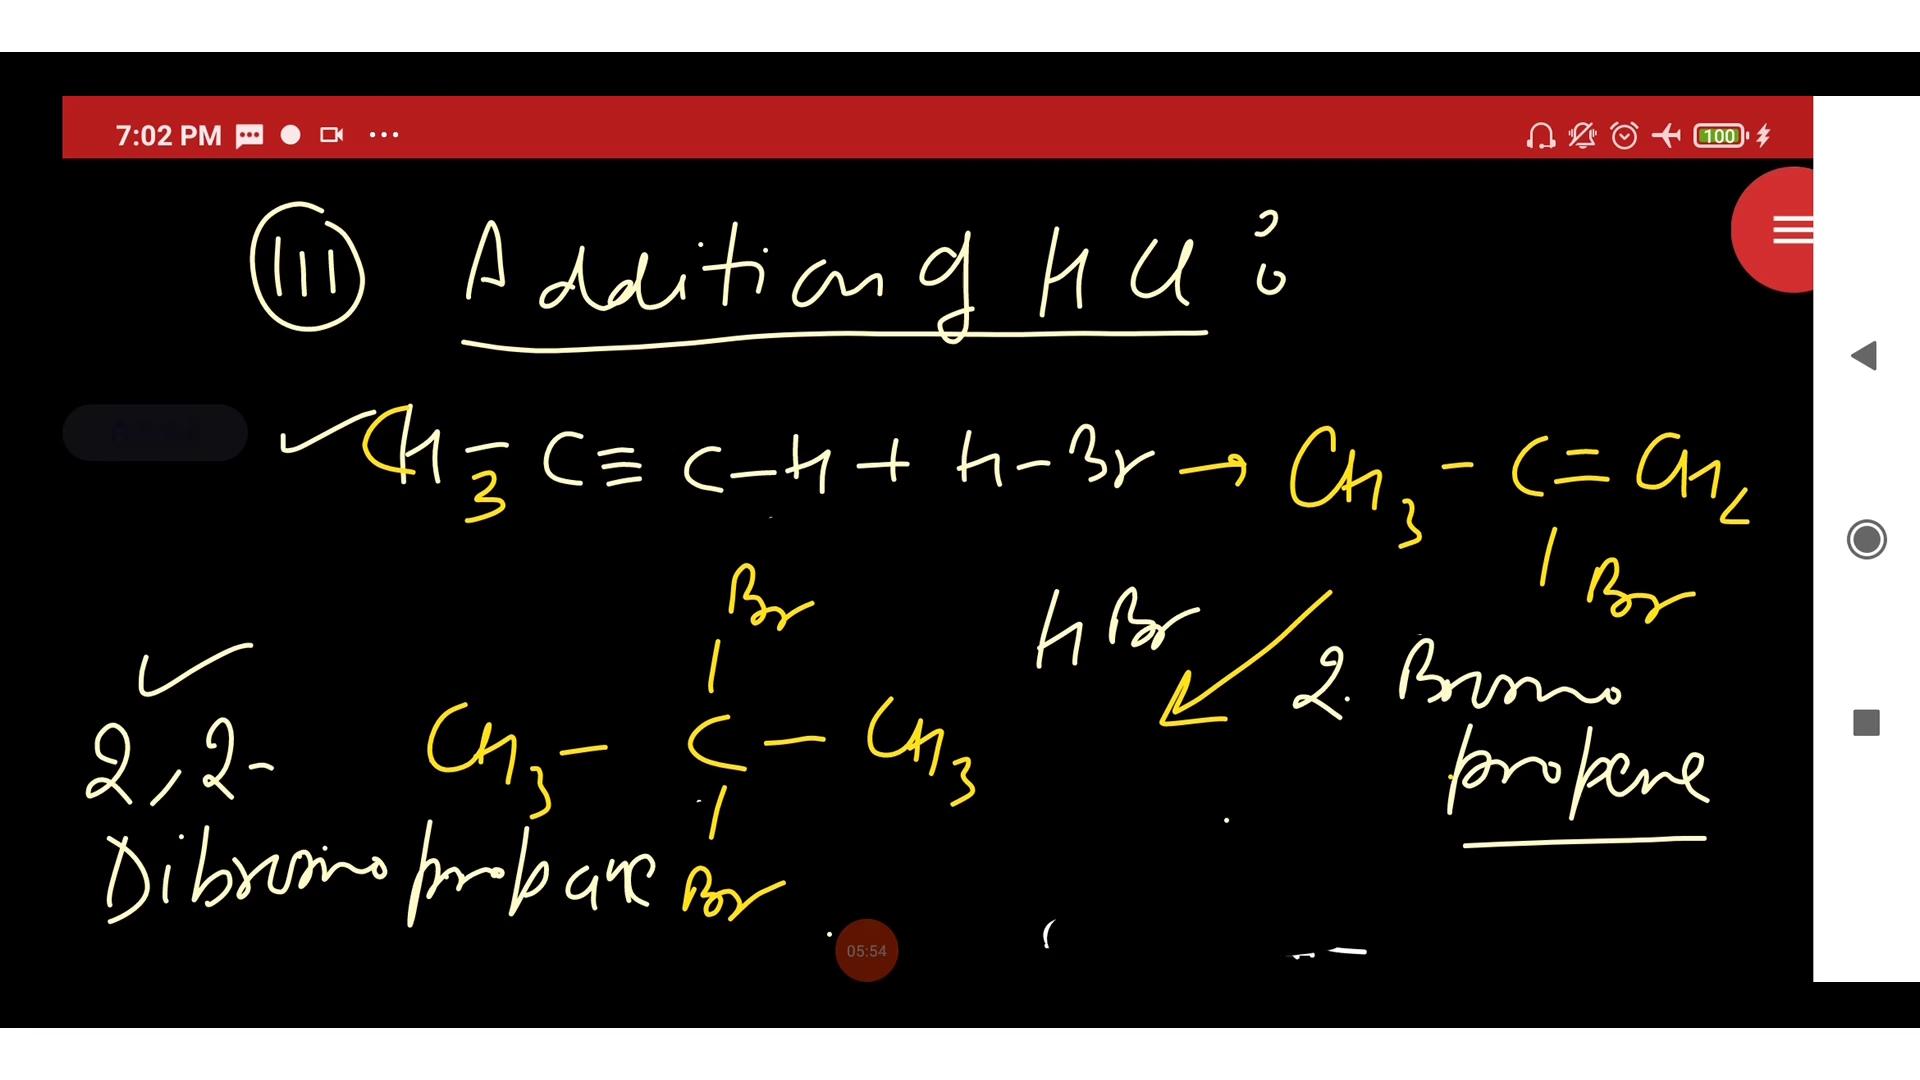 7:02 PM
100
III Addition of HCl :
CH3 - C ≡ C - H + H - Br → CH3 - C = CH2
Br
Br
HBr
2. Bromo
propene
2,2-
CH3 - C - CH3
Dibromopropane
Br
05:54